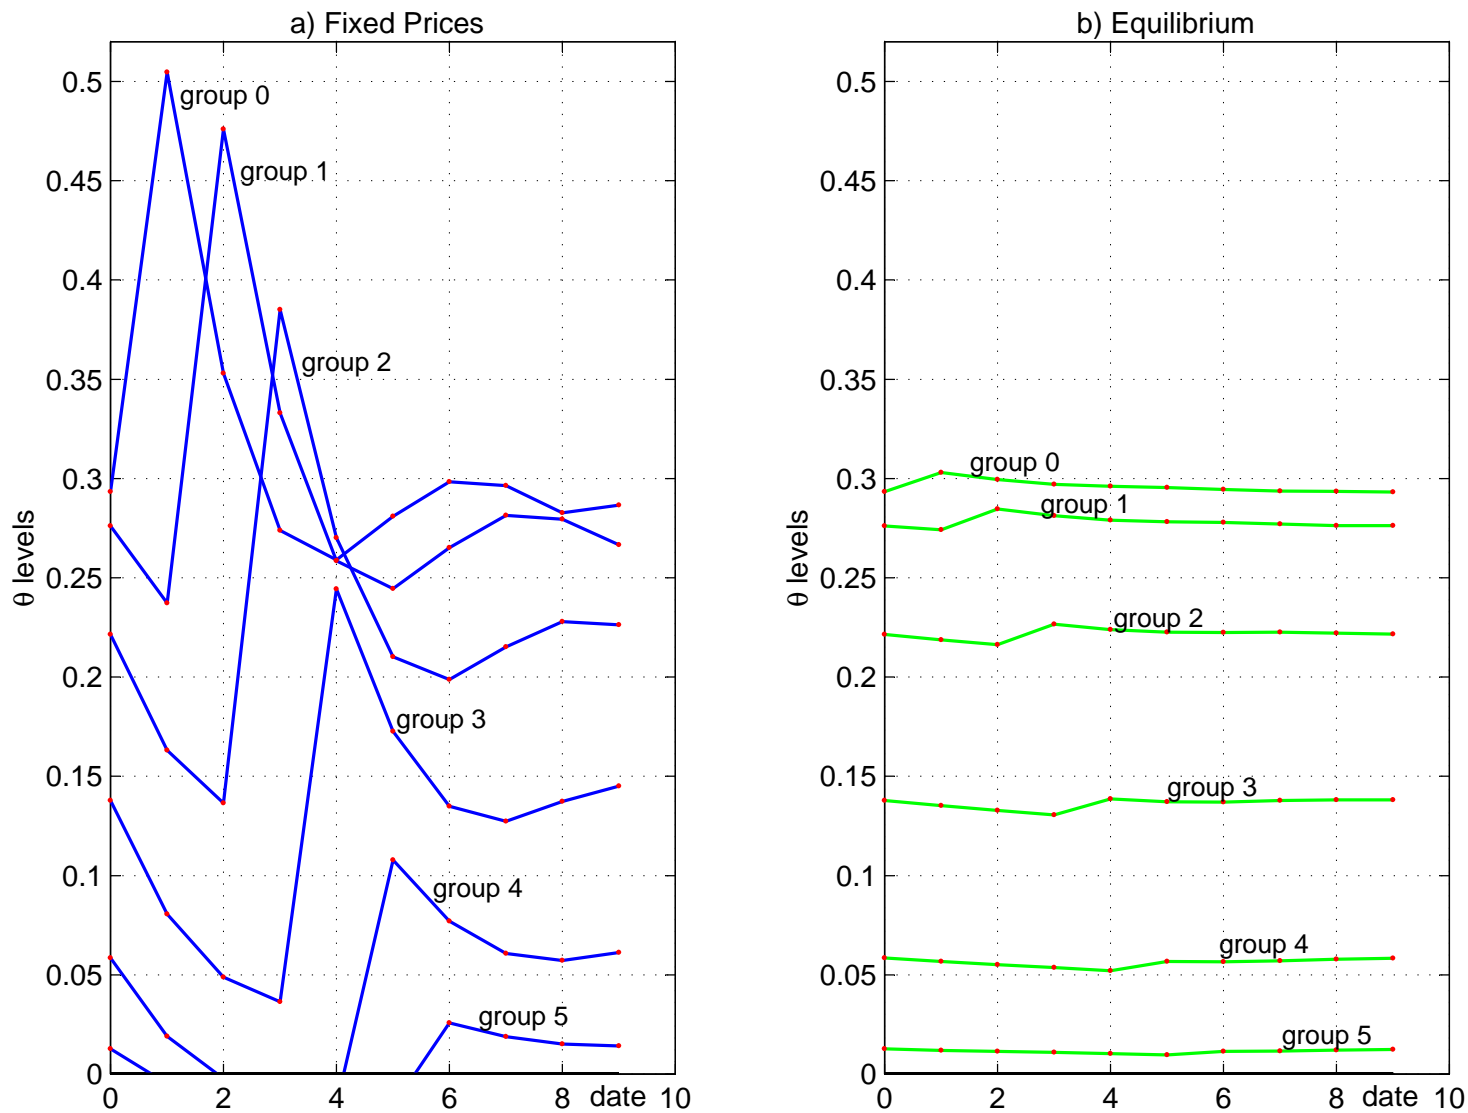 a) Fixed Prices
0.5
0.45
0.4
0.35
0.3
0.25
0.2
0.15
0.1
0.05
0
θ levels
group 0
group 1
group 2
group 3
group 4
group 5
0 2 4 6 8 date 10
b) Equilibrium
0.5
0.45
0.4
0.35
0.3
0.25
0.2
0.15
0.1
0.05
0
θ levels
group 0
group 1
group 2
group 3
group 4
group 5
0 2 4 6 8 date 10